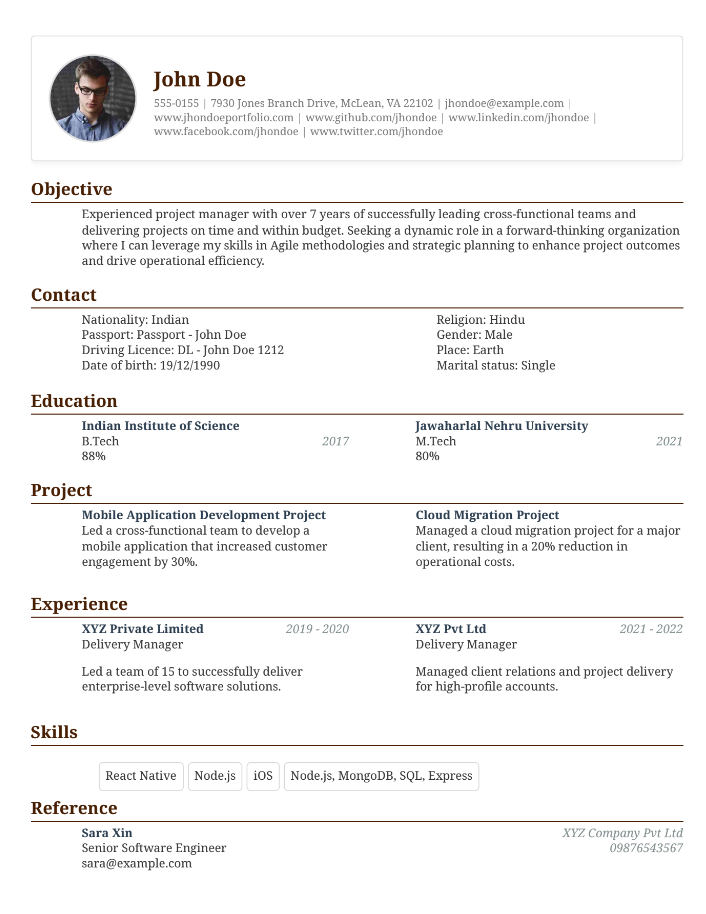 John Doe
555-0155 | 7930 Jones Branch Drive, McLean, VA 22102 | jhondoe@example.com |
www.jhondoeportfolio.com | www.github.com/jhondoe | www.linkedin.com/jhondoe |
www.facebook.com/jhondoe | www.twitter.com/jhondoe
Objective
Experienced project manager with over 7 years of successfully leading cross-functional teams and
delivering projects on time and within budget. Seeking a dynamic role in a forward-thinking organization
where I can leverage my skills in Agile methodologies and strategic planning to enhance project outcomes
and drive operational efficiency.
Contact
Nationality: Indian
Passport: Passport - John Doe
Driving Licence: DL - John Doe 1212
Date of birth: 19/12/1990
Religion: Hindu
Gender: Male
Place: Earth
Marital status: Single
Education
Indian Institute of Science
B.Tech 2017
88%
Jawaharlal Nehru University
M.Tech 2021
80%
Project
Mobile Application Development Project
Led a cross-functional team to develop a
mobile application that increased customer
engagement by 30%.
Cloud Migration Project
Managed a cloud migration project for a major
client, resulting in a 20% reduction in
operational costs.
Experience
XYZ Private Limited 2019 - 2020
Delivery Manager
Led a team of 15 to successfully deliver
enterprise-level software solutions.
XYZ Pvt Ltd 2021 - 2022
Delivery Manager
Managed client relations and project delivery
for high-profile accounts.
Skills
React Native Node.js iOS Node.js, MongoDB, SQL, Express
Reference
Sara Xin XYZ Company Pvt Ltd
Senior Software Engineer 09876543567
sara@example.com